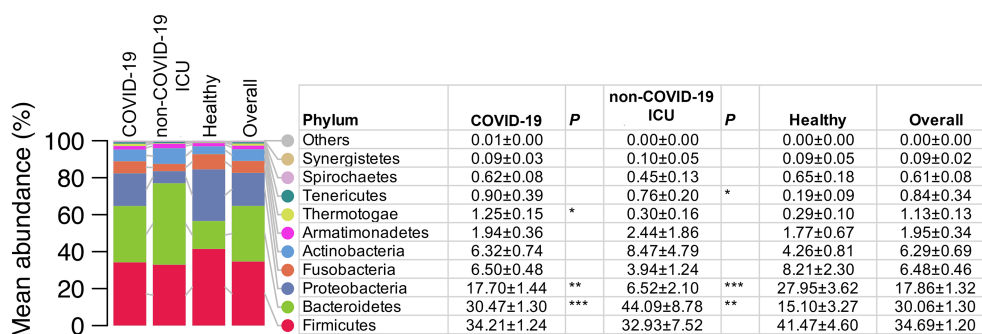 COVID-19
non-COVID-19
ICU
Healthy
Overall
Mean abundance (%)
100
80
60
40
20
0
non-COVID-19
Phylum COVID-19 P ICU P Healthy Overall
Others 0.01±0.00 0.00±0.00 0.00±0.00 0.00±0.00
Synergistetes 0.09±0.03 0.10±0.05 0.09±0.05 0.09±0.02
Spirochaetes 0.62±0.08 0.45±0.13 0.65±0.18 0.61±0.08
Tenericutes 0.90±0.39 0.76±0.20 * 0.19±0.09 0.84±0.34
Thermotogae 1.25±0.15 * 0.30±0.16 0.29±0.10 1.13±0.13
Armatimonadetes 1.94±0.36 2.44±1.86 1.77±0.67 1.95±0.34
Actinobacteria 6.32±0.74 8.47±4.79 4.26±0.81 6.29±0.69
Fusobacteria 6.50±0.48 3.94±1.24 8.21±2.30 6.48±0.46
Proteobacteria 17.70±1.44 ** 6.52±2.10 *** 27.95±3.62 17.86±1.32
Bacteroidetes 30.47±1.30 *** 44.09±8.78 ** 15.10±3.27 30.06±1.30
Firmicutes 34.21±1.24 32.93±7.52 41.47±4.60 34.69±1.20